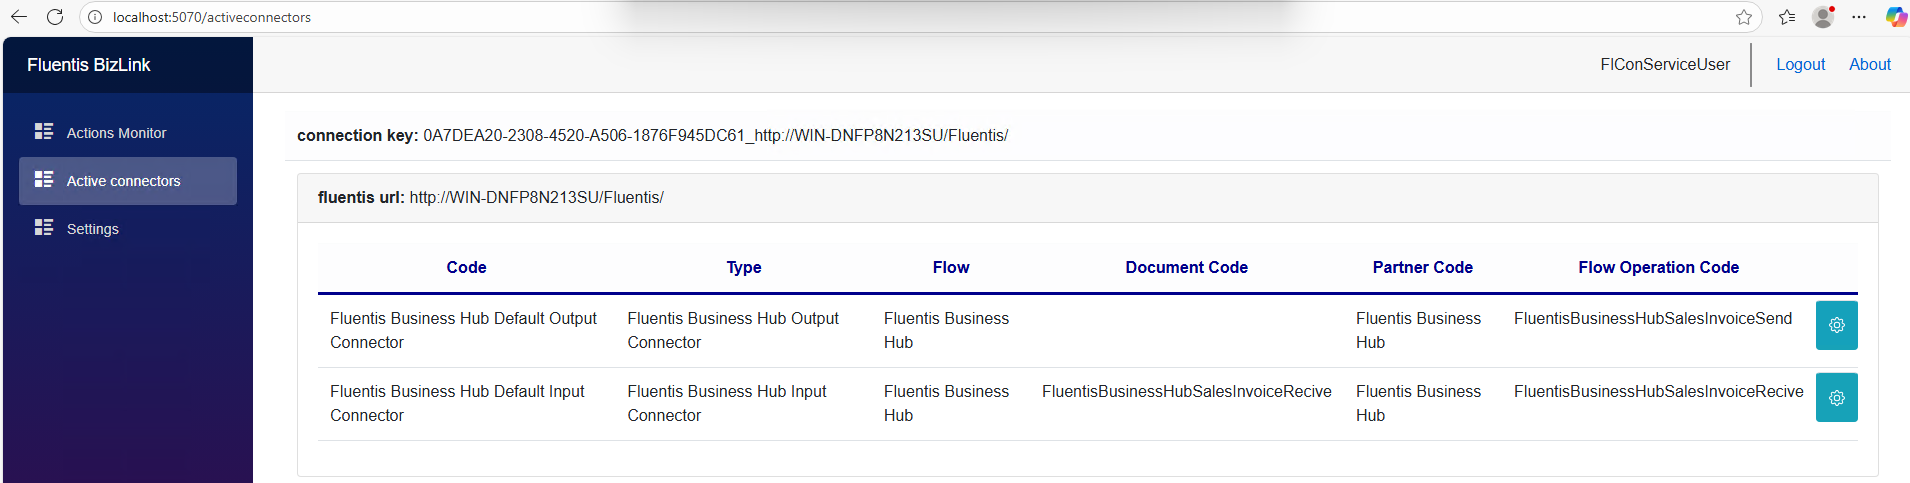 localhost:5070/activeconnectors
Fluentis BizLink
FlConServiceUser
Logout
About
Actions Monitor
Active connectors
Settings
connection key: 0A7DEA20-2308-4520-A506-1876F945DC61_http://WIN-DNFP8N213SU/Fluentis/
fluentis url: http://WIN-DNFP8N213SU/Fluentis/
Code Type Flow Document Code Partner Code Flow Operation Code
Fluentis Business Hub Default Output Fluentis Business Hub Output Fluentis Business Fluentis Business FluentisBusinessHubSalesInvoiceSend
Connector Connector Hub Hub
Fluentis Business Hub Default Input Fluentis Business Hub Input Fluentis Business FluentisBusinessHubSalesInvoiceRecive Fluentis Business FluentisBusinessHubSalesInvoiceRecive
Connector Connector Hub Hub